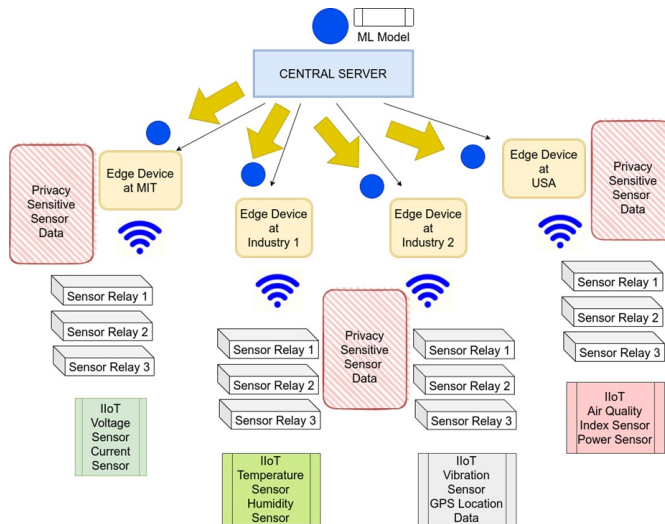 ML Model
CENTRAL SERVER
Privacy
Sensitive
Sensor
Data
Edge Device
at MIT
Edge Device
at
Industry 1
Edge Device
at
Industry 2
Edge Device
at
USA
Privacy
Sensitive
Sensor
Data
Sensor Relay 1
Sensor Relay 2
Sensor Relay 3
Sensor Relay 1
Sensor Relay 2
Sensor Relay 3
Privacy
Sensitive
Sensor
Data
Sensor Relay 1
Sensor Relay 2
Sensor Relay 3
Sensor Relay 1
Sensor Relay 2
Sensor Relay 3
IIoT
Voltage
Sensor
Current
Sensor
IIoT
Temperature
Sensor
Humidity
Sensor
IIoT
Vibration
Sensor
GPS Location
Data
IIoT
Air Quality
Index Sensor
Power Sensor